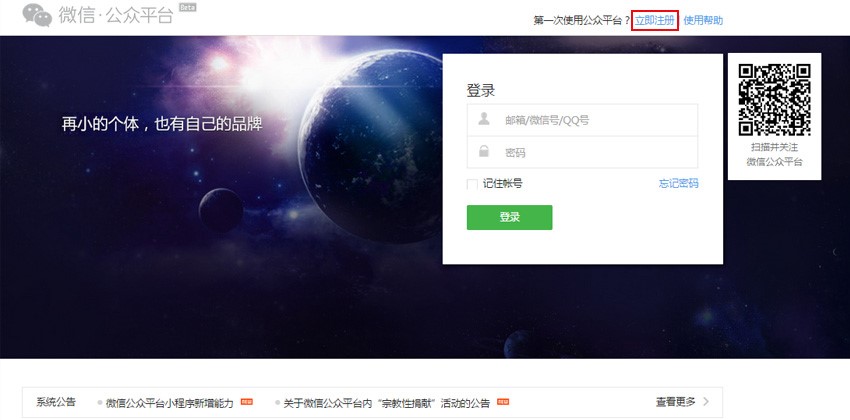 微信·公众平台 Beta
第一次使用公众平台？立即注册 使用帮助
再小的个体，也有自己的品牌
登录
邮箱/微信号/QQ号
密码
记住帐号 忘记密码
登录
扫描并关注
微信公众平台
系统公告 微信公众平台小程序新增能力 NEW 关于微信公众平台内“宗教性捐献”活动的公告 NEW 查看更多